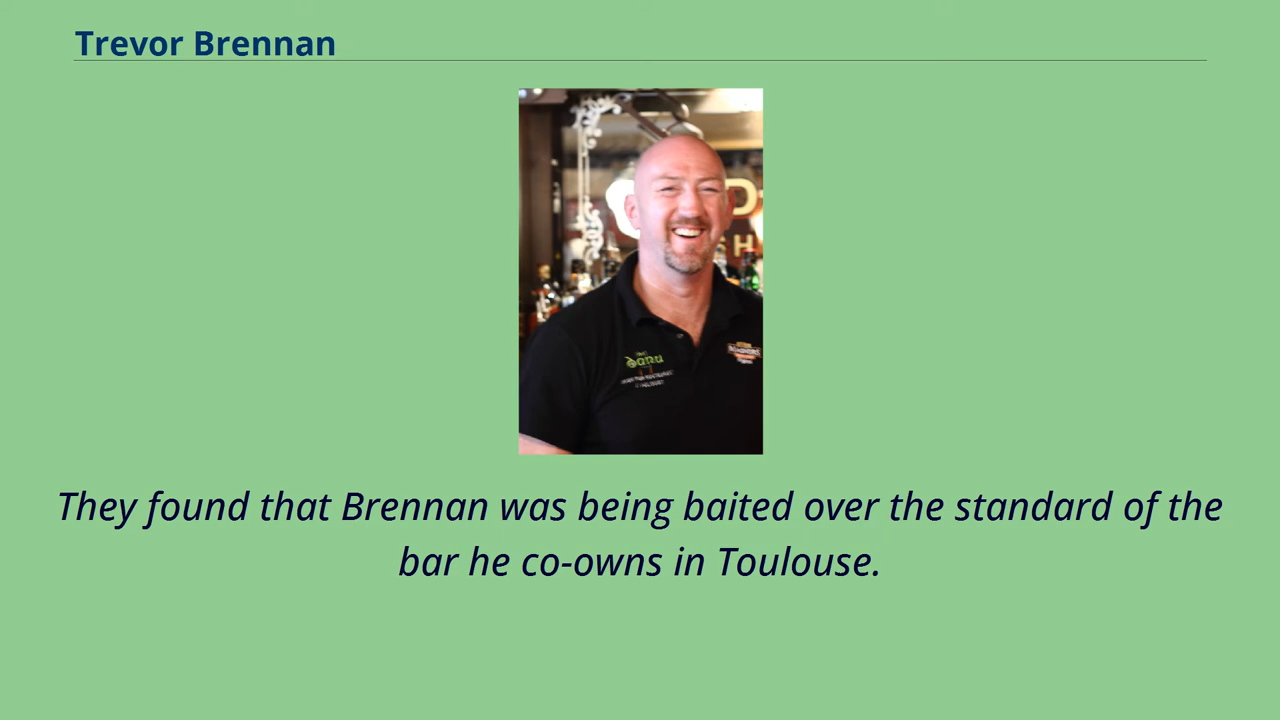 Trevor Brennan
They found that Brennan was being baited over the standard of the
bar he co-owns in Toulouse.